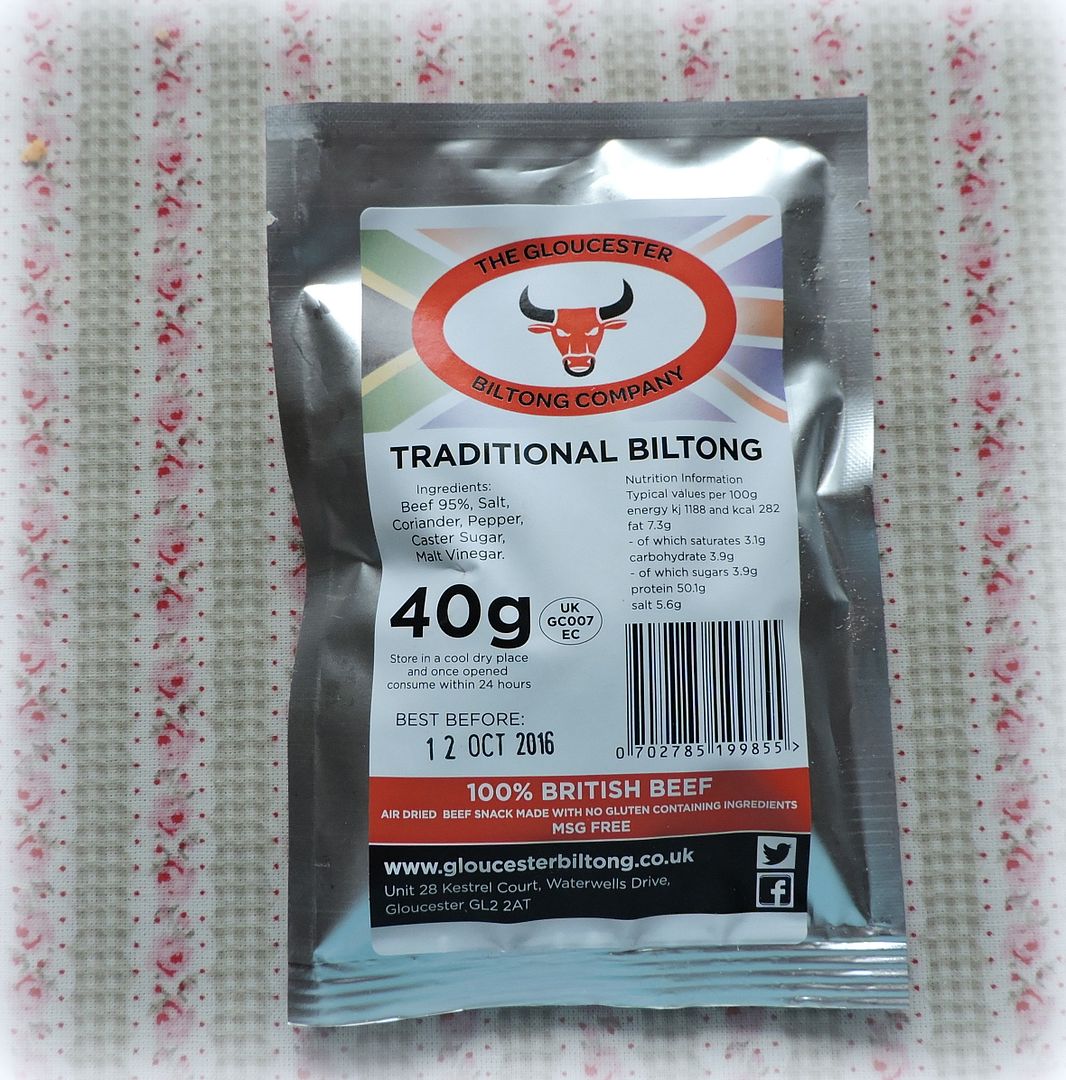 THE GLOUCESTER
BILTONG COMPANY
TRADITIONAL BILTONG
Ingredients:
Beef 95%, Salt,
Coriander, Pepper,
Caster Sugar,
Malt Vinegar.
Nutrition Information
Typical values per 100g
energy kj 1188 and kcal 282
fat 7.3g
- of which saturates 3.1g
carbohydrate 3.9g
- of which sugars 3.9g
protein 50.1g
salt 5.6g
40g
UK
GC007
EC
Store in a cool dry place
and once opened
consume within 24 hours
BEST BEFORE:
12 OCT 2016
0 702785 199855 >
100% BRITISH BEEF
AIR DRIED BEEF SNACK MADE WITH NO GLUTEN CONTAINING INGREDIENTS
MSG FREE
www.gloucesterbiltong.co.uk
Unit 28 Kestrel Court, Waterwells Drive,
Gloucester GL2 2AT